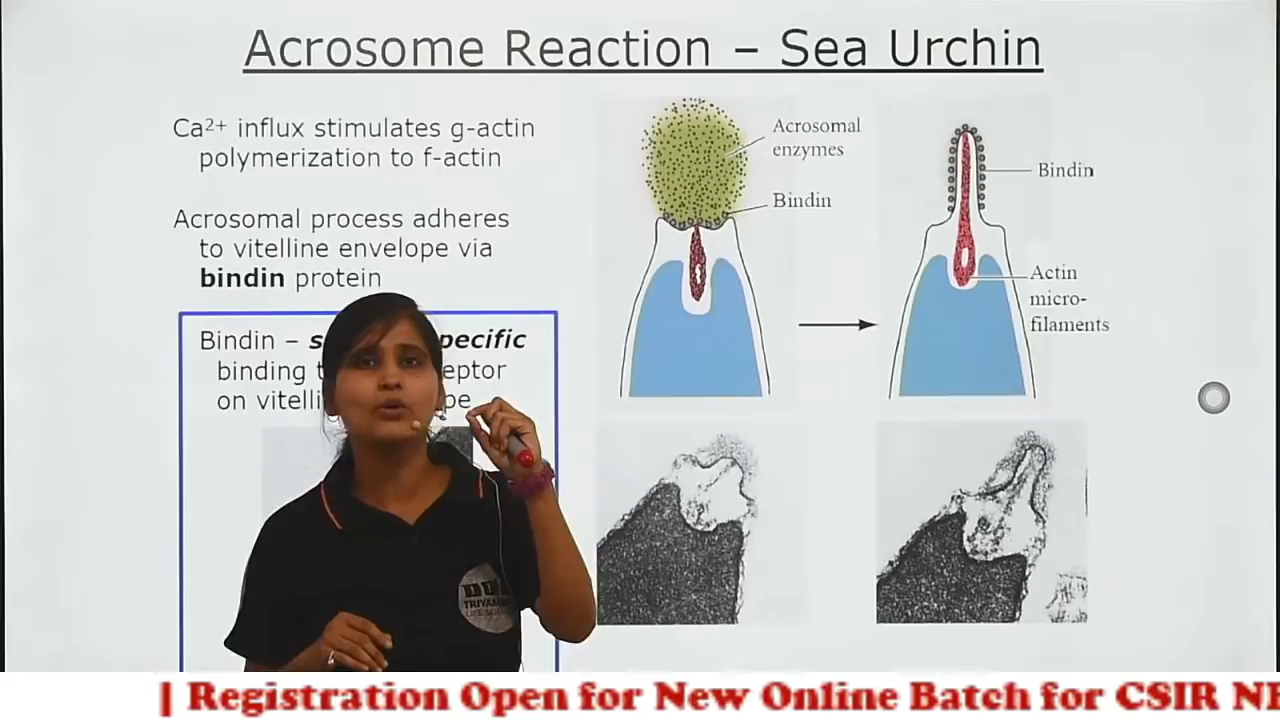 Acrosome Reaction – Sea Urchin
Ca²⁺ influx stimulates g-actin
polymerization to f-actin
Acrosomal process adheres
to vitelline envelope via
bindin protein
Bindin –
binding
on
Acrosomal
enzymes
Bindin
Bindin
Actin
micro-
filaments
| Registration Open for New Online Batch for CSIR